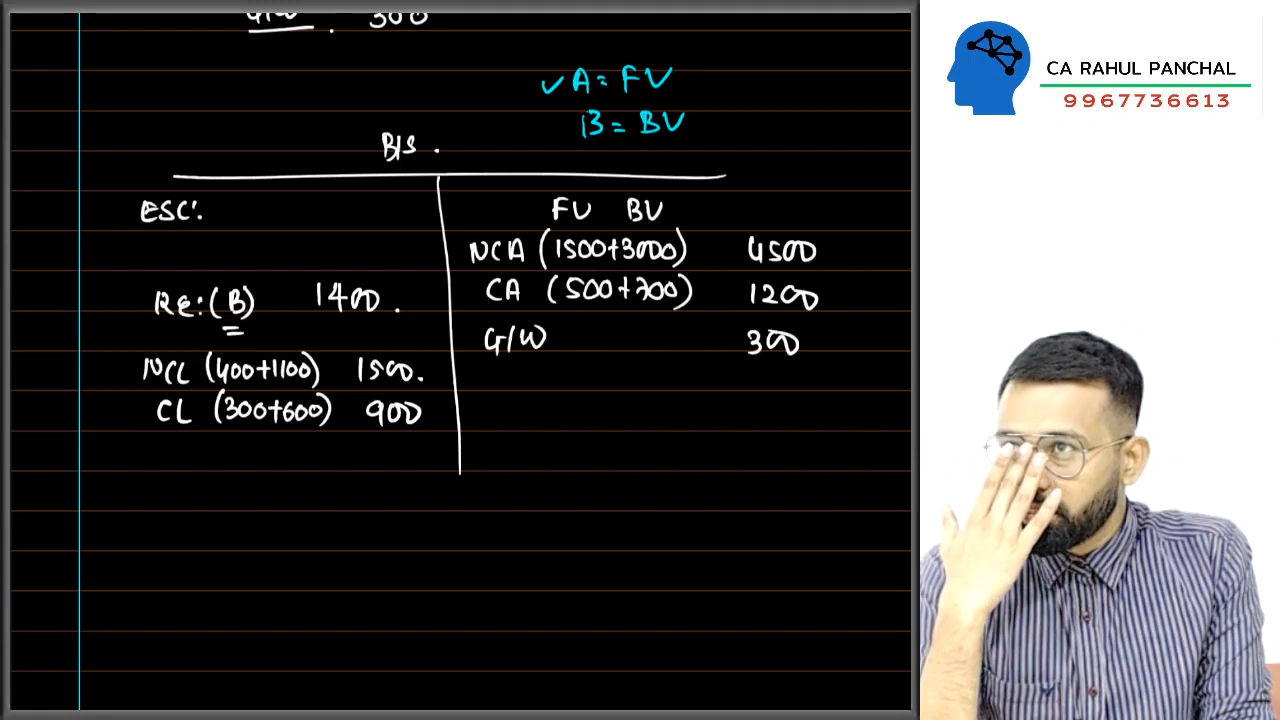 300
✓ A = FV
B = BV
B/S .
ESC:
FV BV
NCA (1500+3000) 4500
CA (500+700) 1200
G/W 300
RE: (B) 1400.
NCL (400+1100) 1500.
CL (300+600) 900
CA RAHUL PANCHAL
9967736613